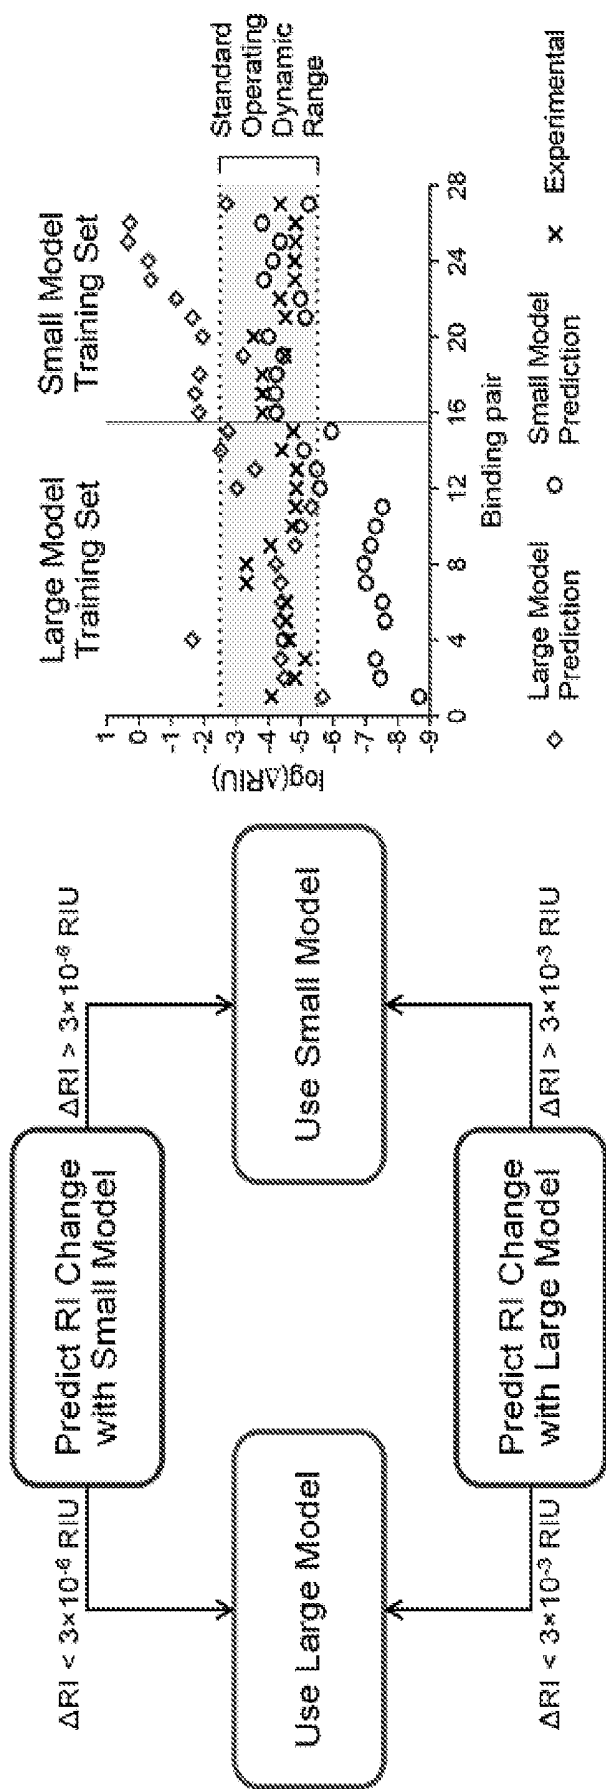 ΔRI < 3×10⁻⁶ RIU
Predict RI Change
with Small Model
ΔRI > 3×10⁻⁶ RIU
Use Large Model
Use Small Model
ΔRI < 3×10⁻³ RIU
Predict RI Change
with Large Model
ΔRI > 3×10⁻³ RIU
Large Model
Training Set
Small Model
Training Set
log(ΔRIU)
1
0
-1
-2
-3
-4
-5
-6
-7
-8
-9
0 4 8 12 16 20 24 28
Binding pair
Standard
Operating
Dynamic
Range
Large Model
Prediction
Small Model
Prediction
Experimental